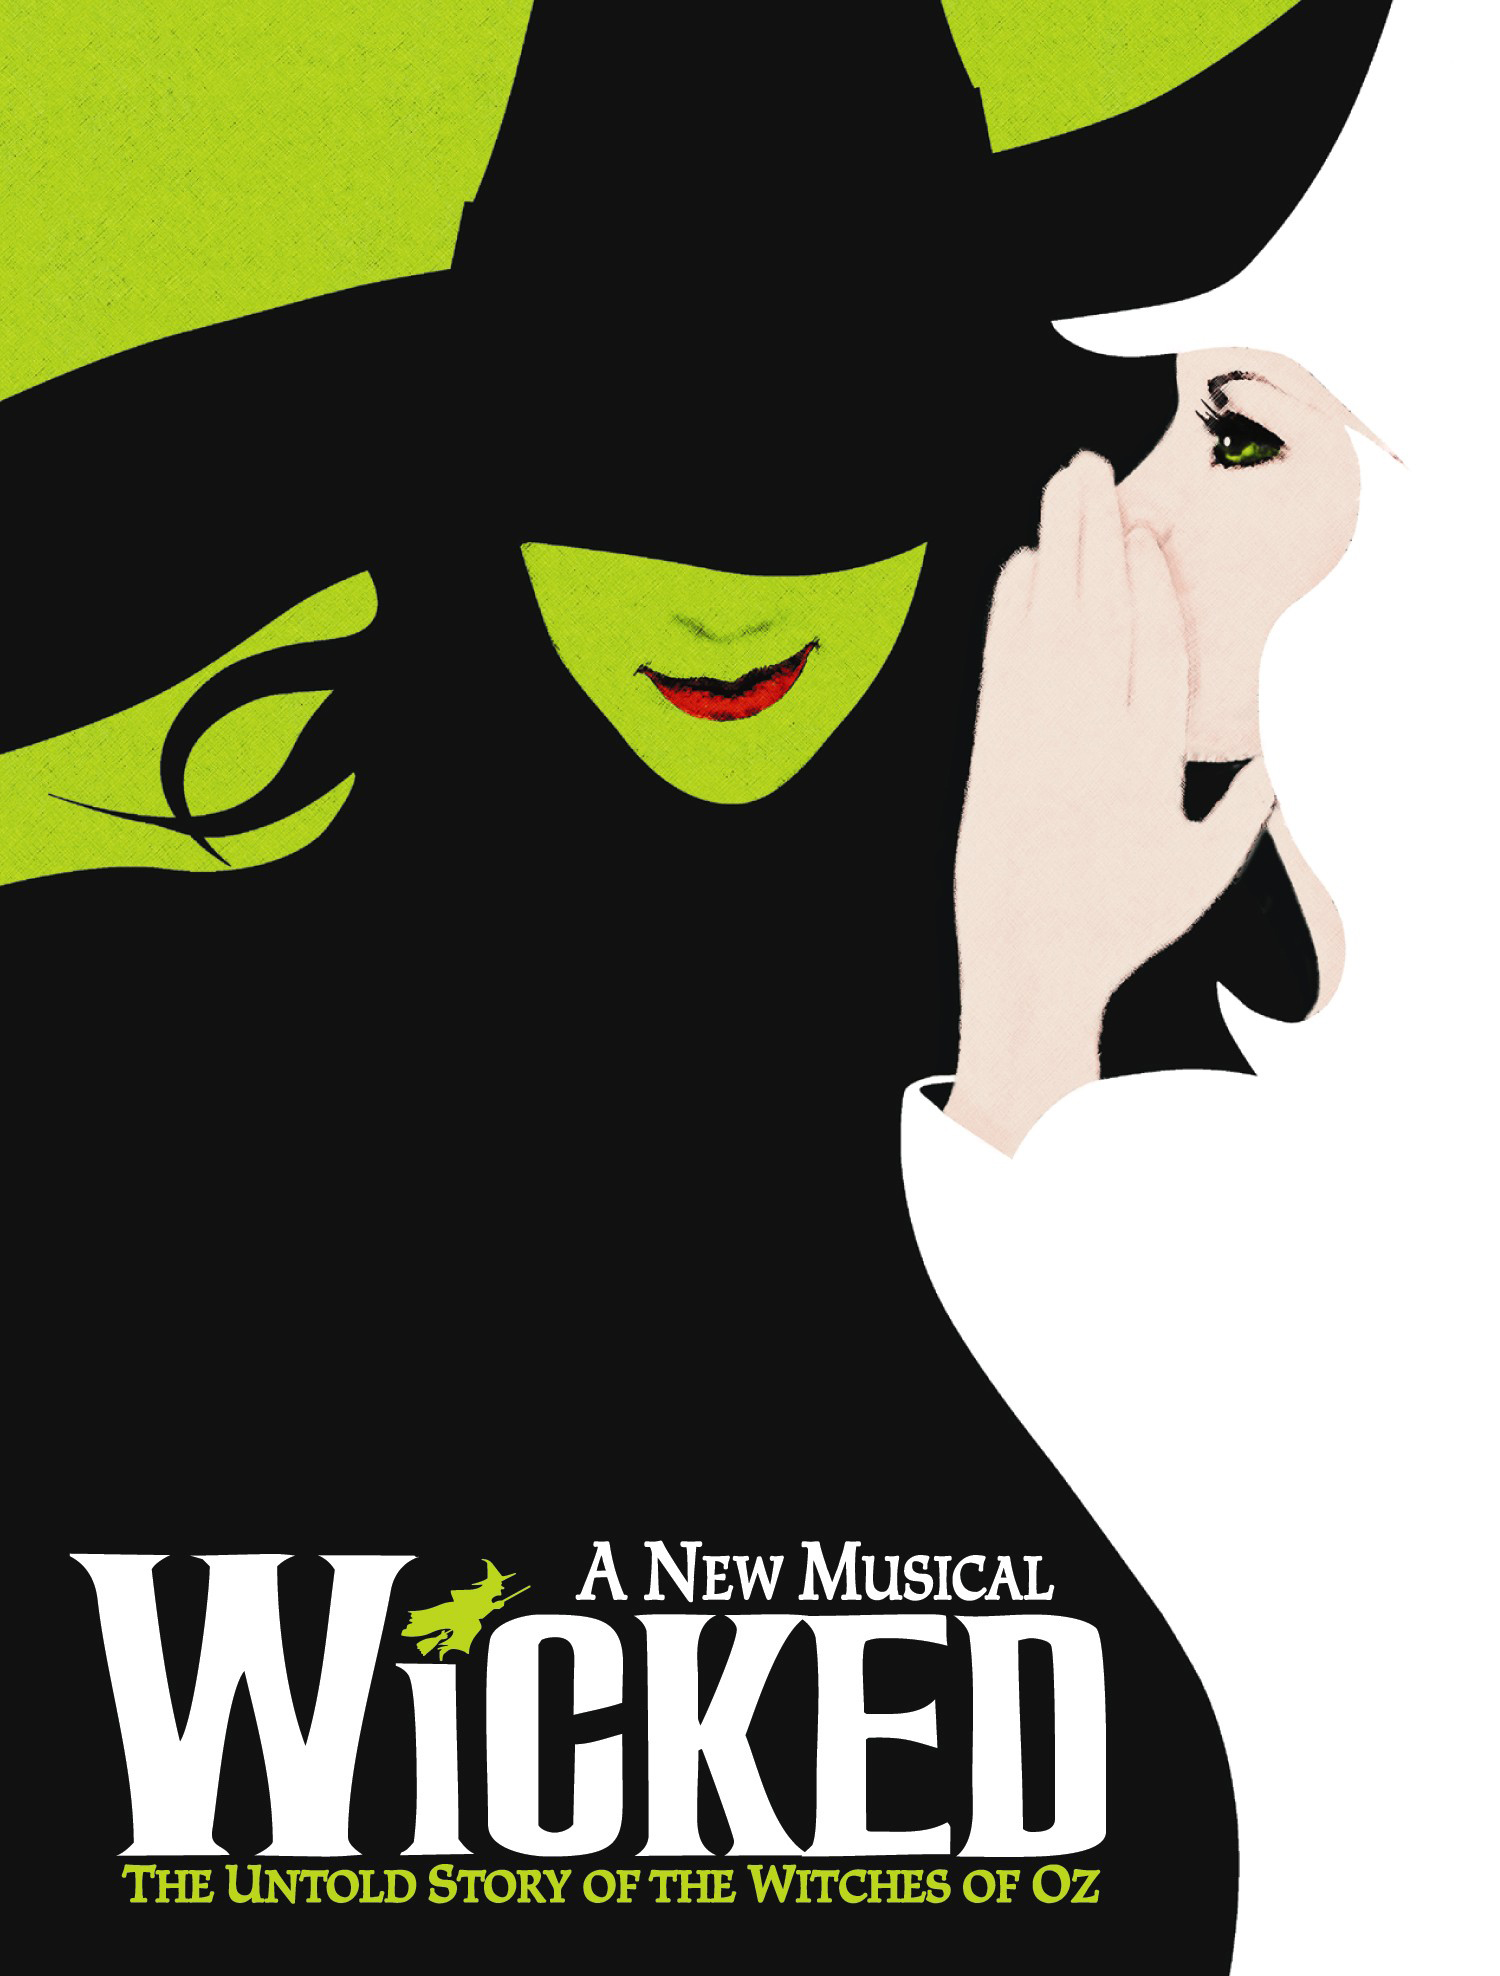 A NEW MUSICAL
WiCKED
THE UNTOLD STORY OF THE WITCHES OF OZ